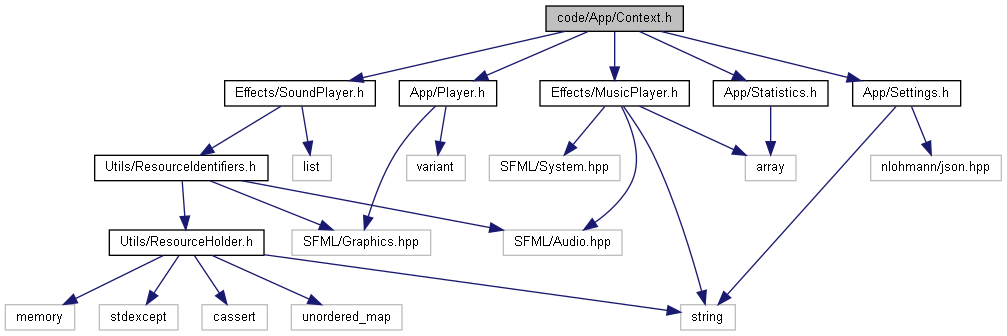 code/App/Context.h
Effects/SoundPlayer.h
App/Player.h
Effects/MusicPlayer.h
App/Statistics.h
App/Settings.h
Utils/ResourceIdentifiers.h
list
variant
SFML/System.hpp
array
nlohmann/json.hpp
Utils/ResourceHolder.h
SFML/Graphics.hpp
SFML/Audio.hpp
memory
stdexcept
cassert
unordered_map
string